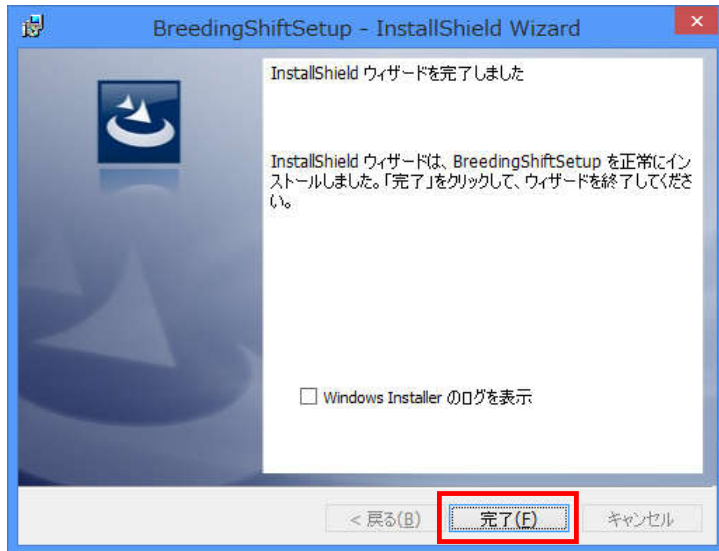 BreedingShiftSetup - InstallShield Wizard
InstallShield ウィザードを完了しました
InstallShield ウィザードは、BreedingShiftSetup を正常にイン
ストールしました。「完了」をクリックして、ウィザードを終了してくださ
い。
Windows Installer のログを表示
< 戻る(B) 完了(F) キャンセル